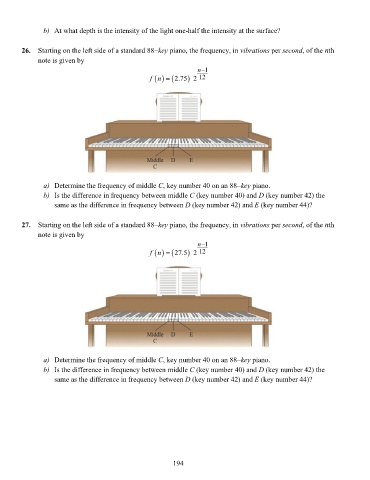 b) At what depth is the intensity of the light one-half the intensity at the surface?
26. Starting on the left side of a standard 88–key piano, the frequency, in vibrations per second, of the nth
note is given by
f(n) = (2.75) 2^((n−1)/12)
Middle D E
C
a) Determine the frequency of middle C, key number 40 on an 88–key piano.
b) Is the difference in frequency between middle C (key number 40) and D (key number 42) the
same as the difference in frequency between D (key number 42) and E (key number 44)?
27. Starting on the left side of a standard 88–key piano, the frequency, in vibrations per second, of the nth
note is given by
f(n) = (27.5) 2^((n−1)/12)
Middle D E
C
a) Determine the frequency of middle C, key number 40 on an 88–key piano.
b) Is the difference in frequency between middle C (key number 40) and D (key number 42) the
same as the difference in frequency between D (key number 42) and E (key number 44)?
194